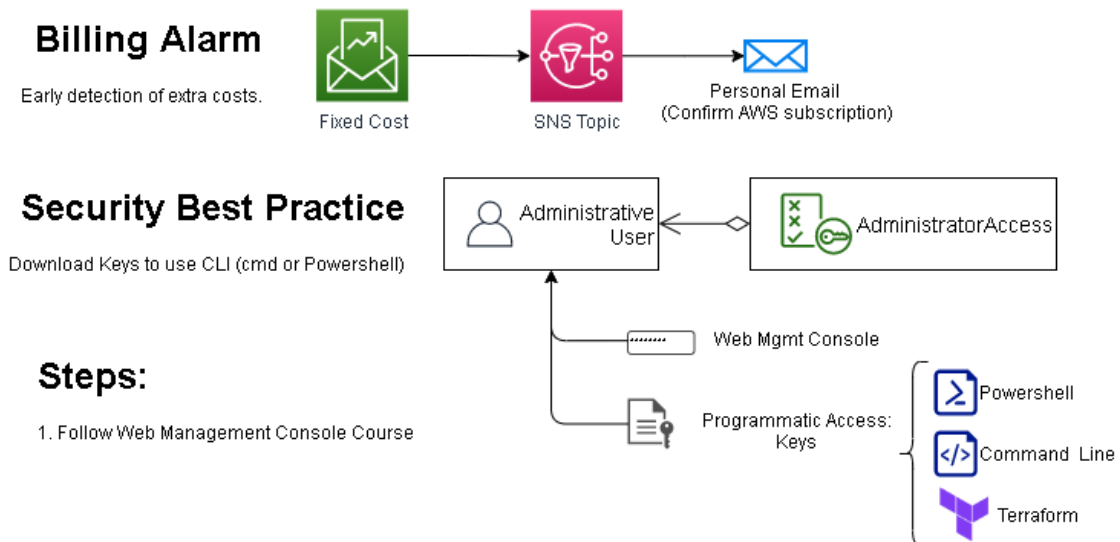 Billing Alarm
Early detection of extra costs.
Fixed Cost
SNS Topic
Personal Email
(Confirm AWS subscription)
Security Best Practice
Download Keys to use CLI (cmd or Powershell)
Administrative
User
AdministratorAccess
Web Mgmt Console
Steps:
1. Follow Web Management Console Course
Programmatic Access:
Keys
Powershell
Command Line
Terraform